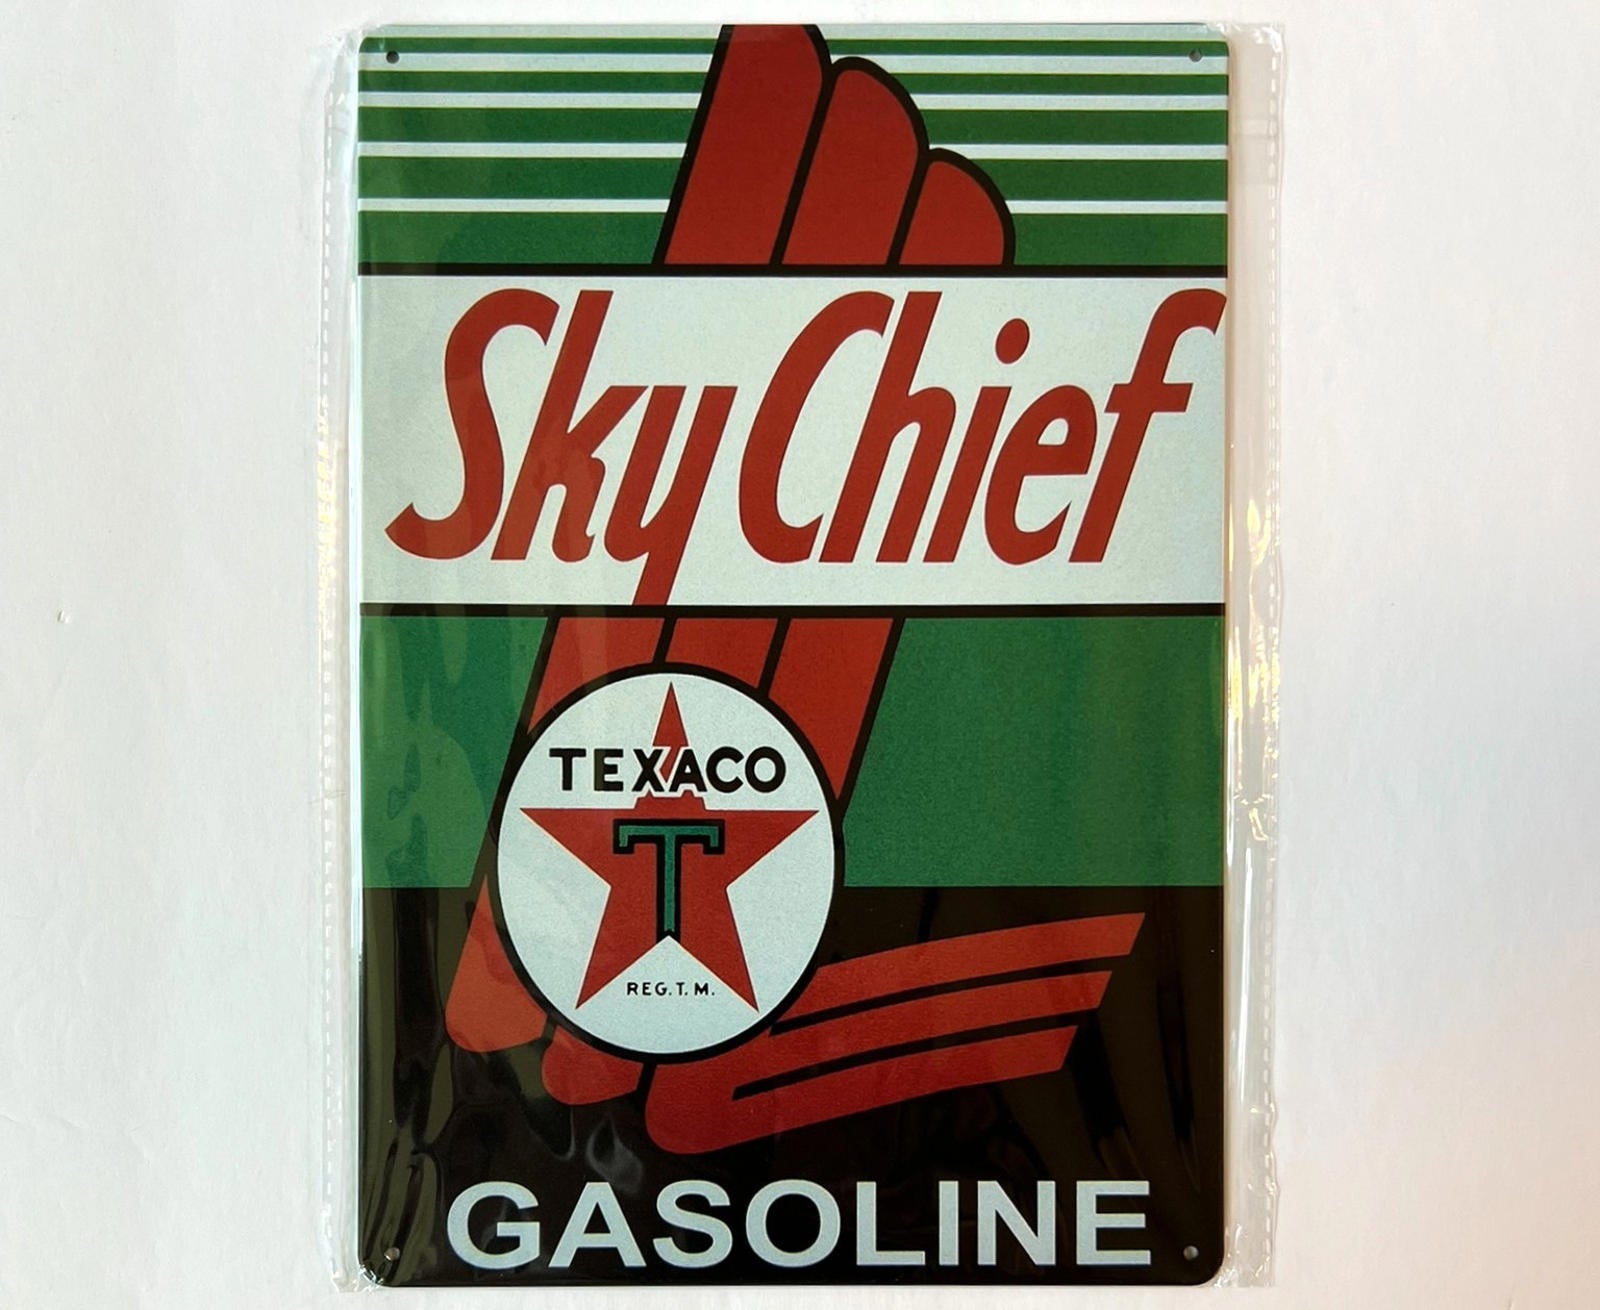 Sky Chief
TEXACO
T
REG. T. M.
GASOLINE